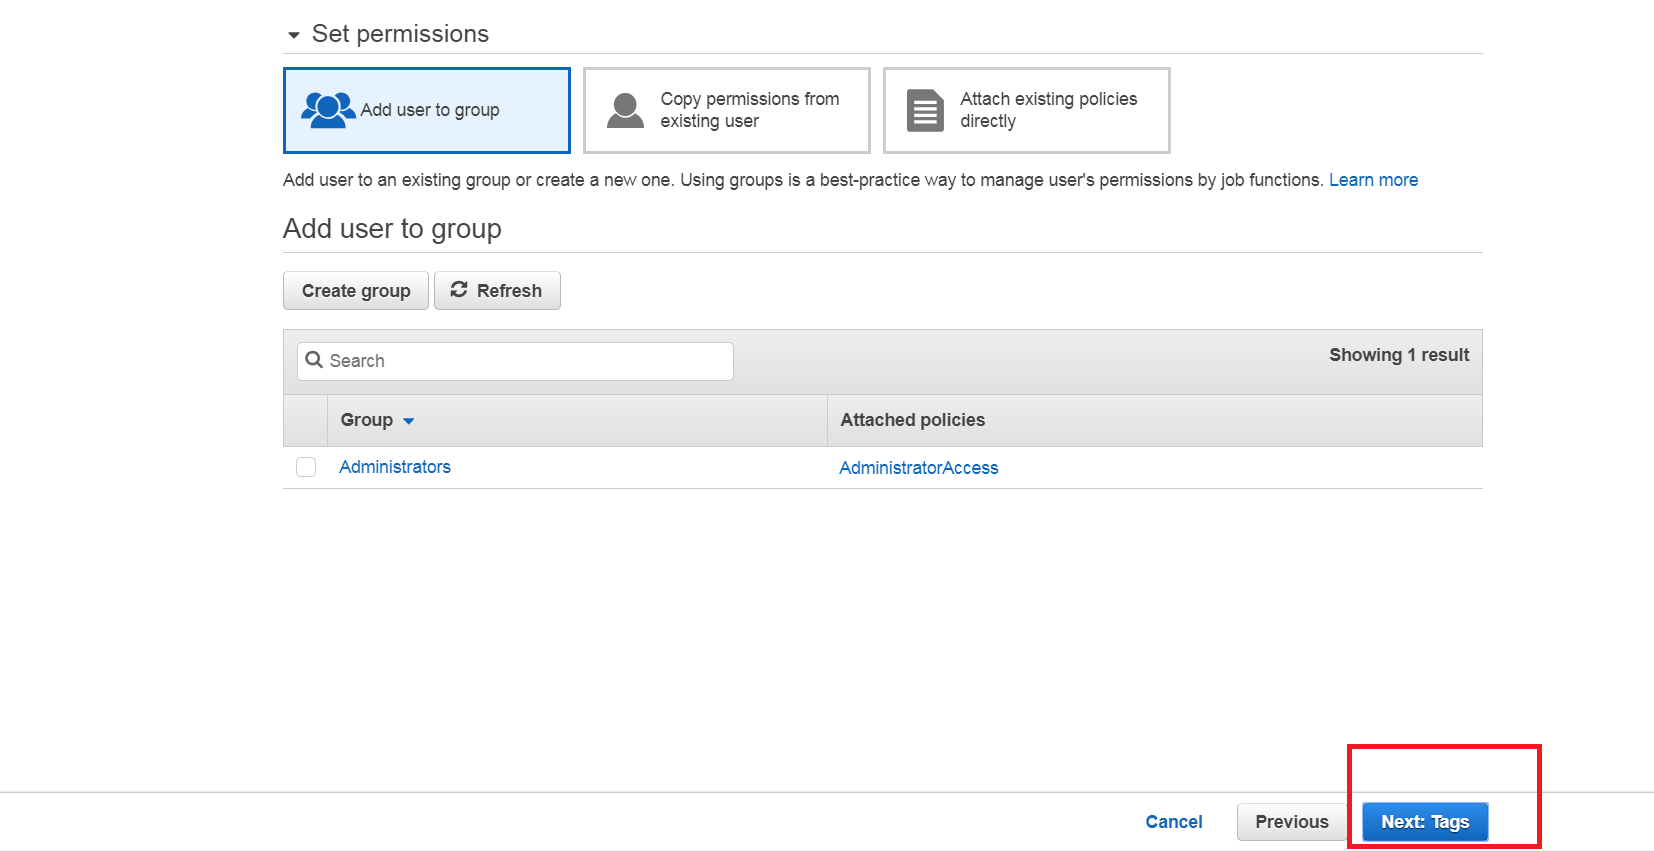 Set permissions
Add user to group
Copy permissions from
existing user
Attach existing policies
directly
Add user to an existing group or create a new one. Using groups is a best-practice way to manage user's permissions by job functions. Learn more
Add user to group
Create group
Refresh
Search
Showing 1 result
Group
Attached policies
Administrators
AdministratorAccess
Cancel
Previous
Next: Tags